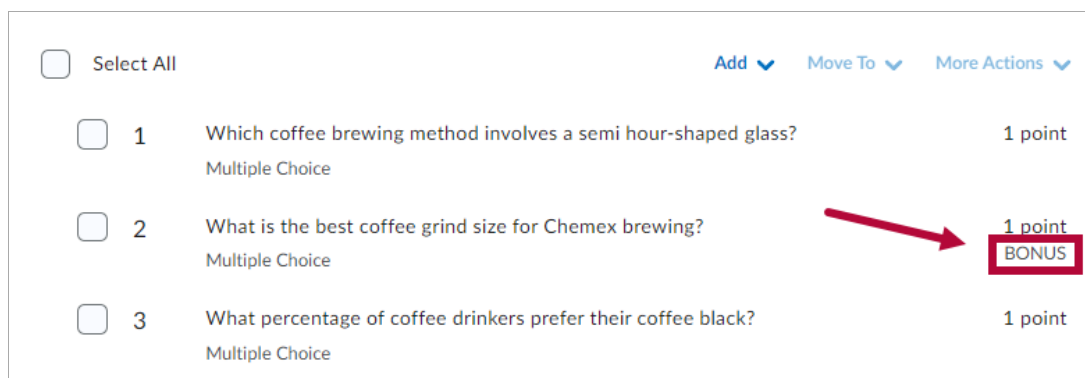 Select All Add Move To More Actions
1 Which coffee brewing method involves a semi hour-shaped glass? 1 point
Multiple Choice
2 What is the best coffee grind size for Chemex brewing? 1 point
Multiple Choice BONUS
3 What percentage of coffee drinkers prefer their coffee black? 1 point
Multiple Choice